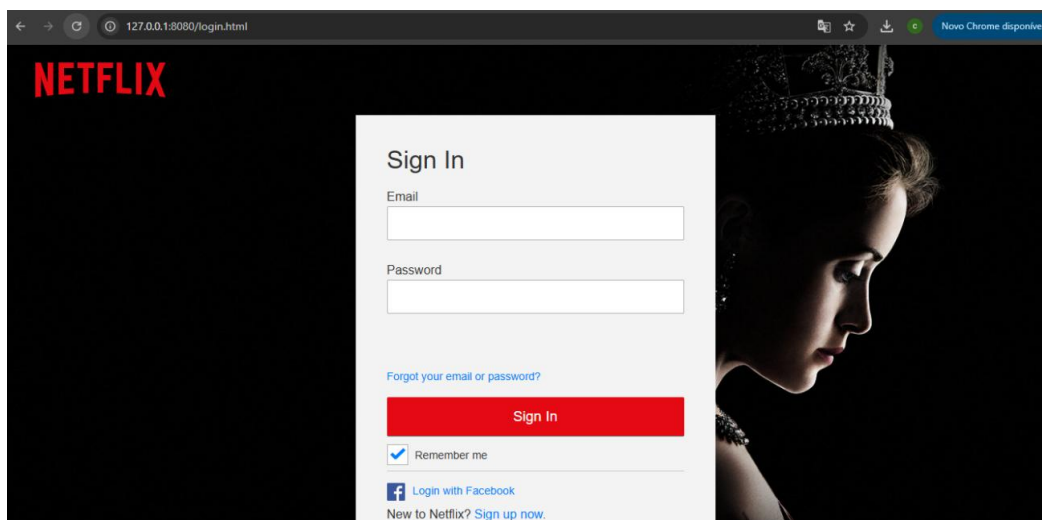 127.0.0.1:8080/login.html
c
Novo Chrome disponíve
NETFLIX
Sign In
Email
Password
Forgot your email or password?
Sign In
Remember me
f Login with Facebook
New to Netflix? Sign up now.